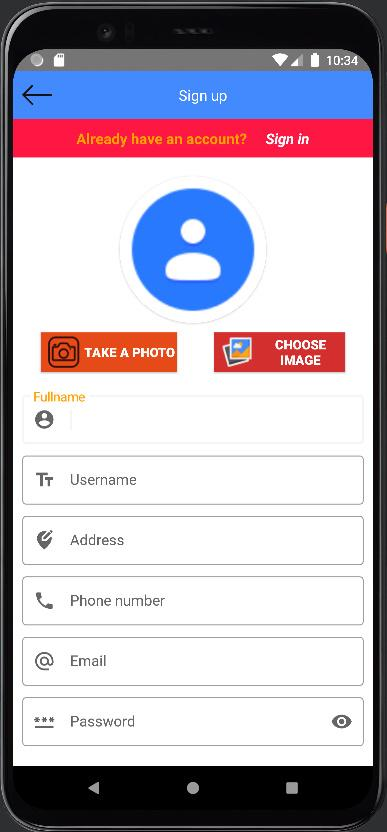 10:34
Sign up
Already have an account? Sign in
TAKE A PHOTO
CHOOSE
IMAGE
Fullname
Username
Address
Phone number
Email
Password